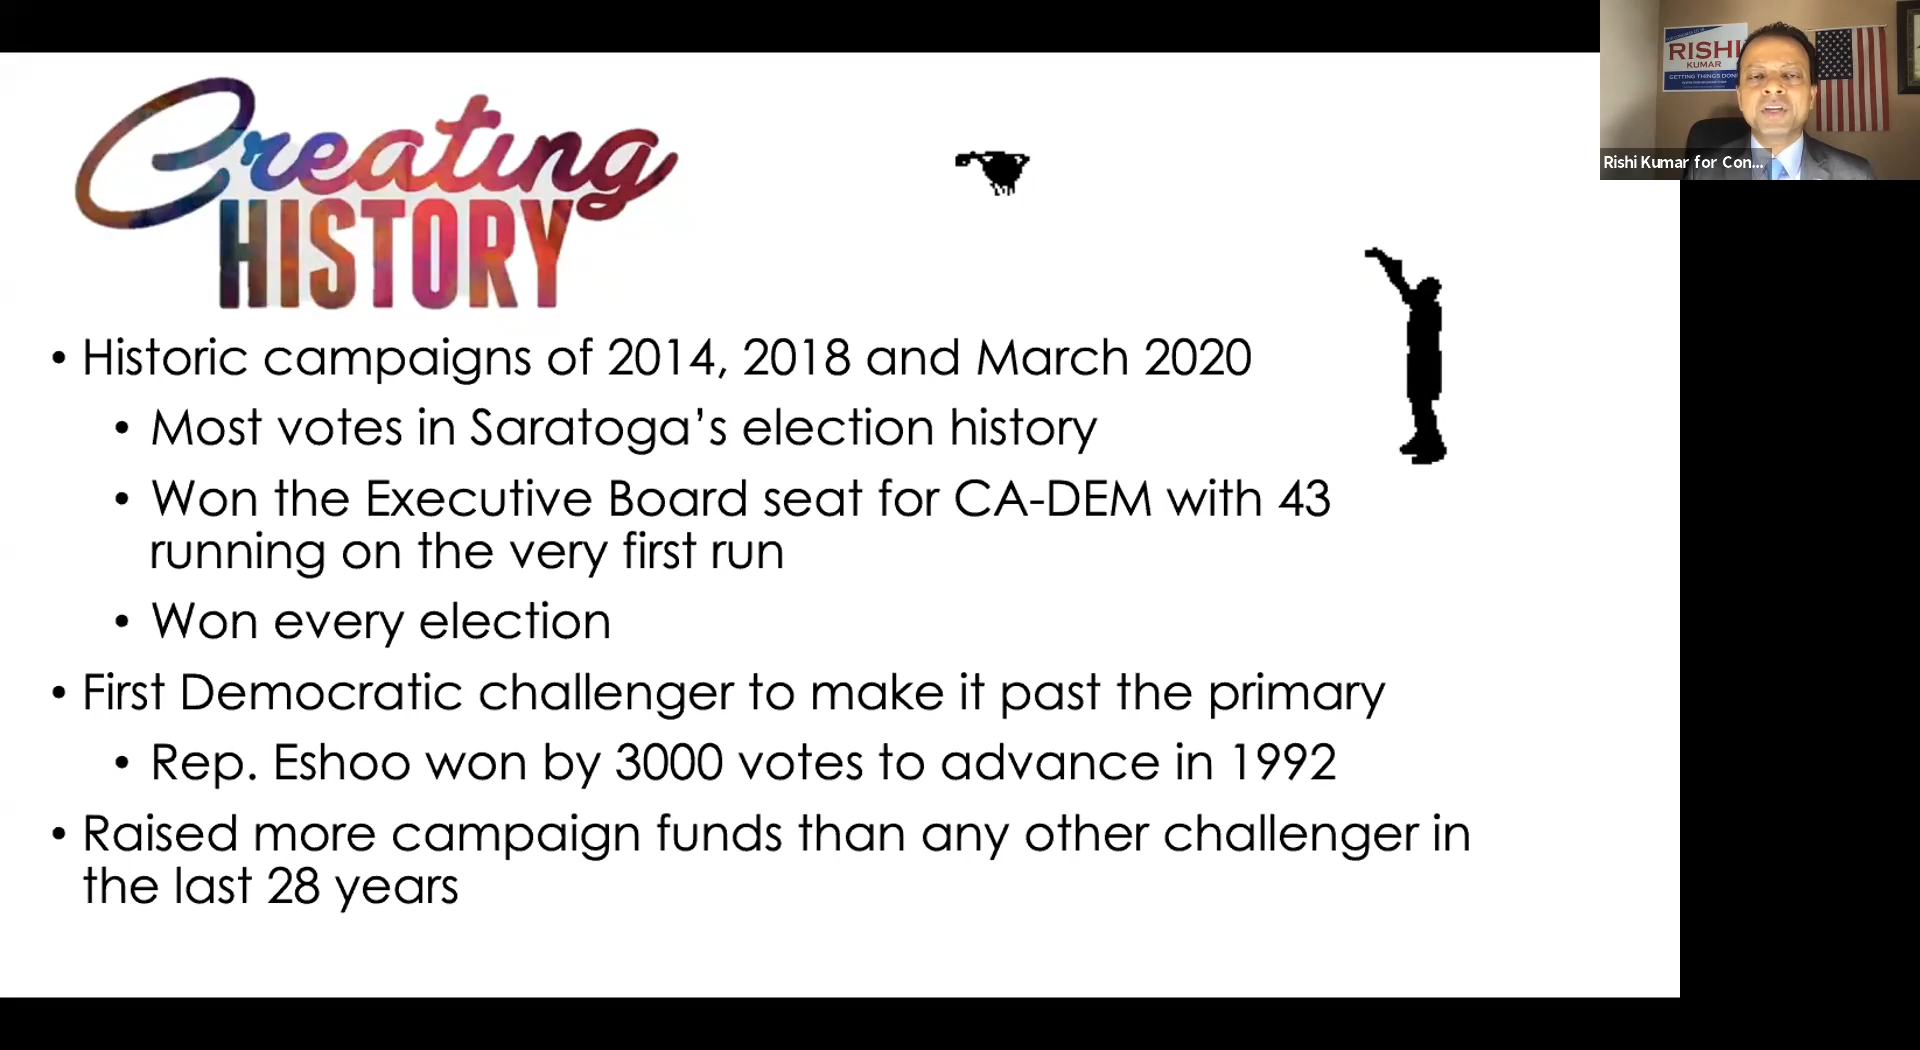 Creating
HISTORY
RISHI
KUMAR
GETTING THINGS DONE
Rishi Kumar for Con...
• Historic campaigns of 2014, 2018 and March 2020
• Most votes in Saratoga's election history
• Won the Executive Board seat for CA-DEM with 43
running on the very first run
• Won every election
• First Democratic challenger to make it past the primary
• Rep. Eshoo won by 3000 votes to advance in 1992
• Raised more campaign funds than any other challenger in
the last 28 years